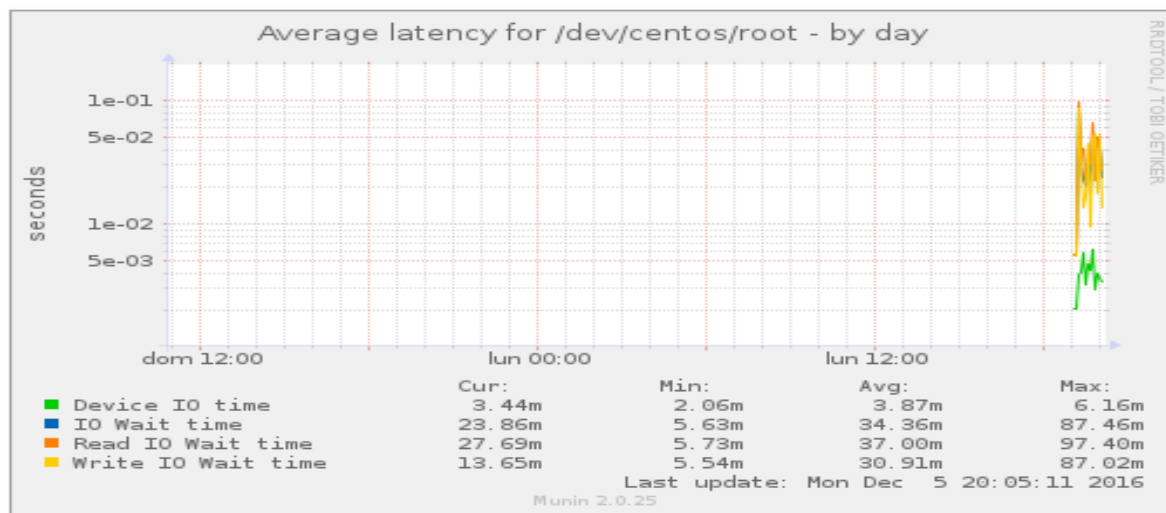 Average latency for /dev/centos/root - by day
RRDTOOL / TOBI OETIKER
seconds
1e-01
5e-02
1e-02
5e-03
dom 12:00 lun 00:00 lun 12:00
Cur: Min: Avg: Max:
Device IO time 3.44m 2.06m 3.87m 6.16m
IO Wait time 23.86m 5.63m 34.36m 87.46m
Read IO Wait time 27.69m 5.73m 37.00m 97.40m
Write IO Wait time 13.65m 5.54m 30.91m 87.02m
Last update: Mon Dec 5 20:05:11 2016
Munin 2.0.25